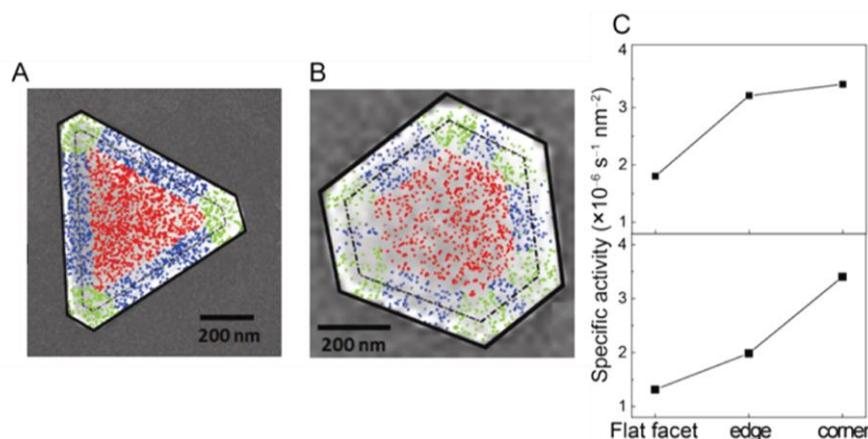 A
B
C
200 nm
200 nm
Specific activity (×10⁻⁶ s⁻¹ nm⁻²)
4
3
2
1
4
3
2
1
Flat facet edge corner